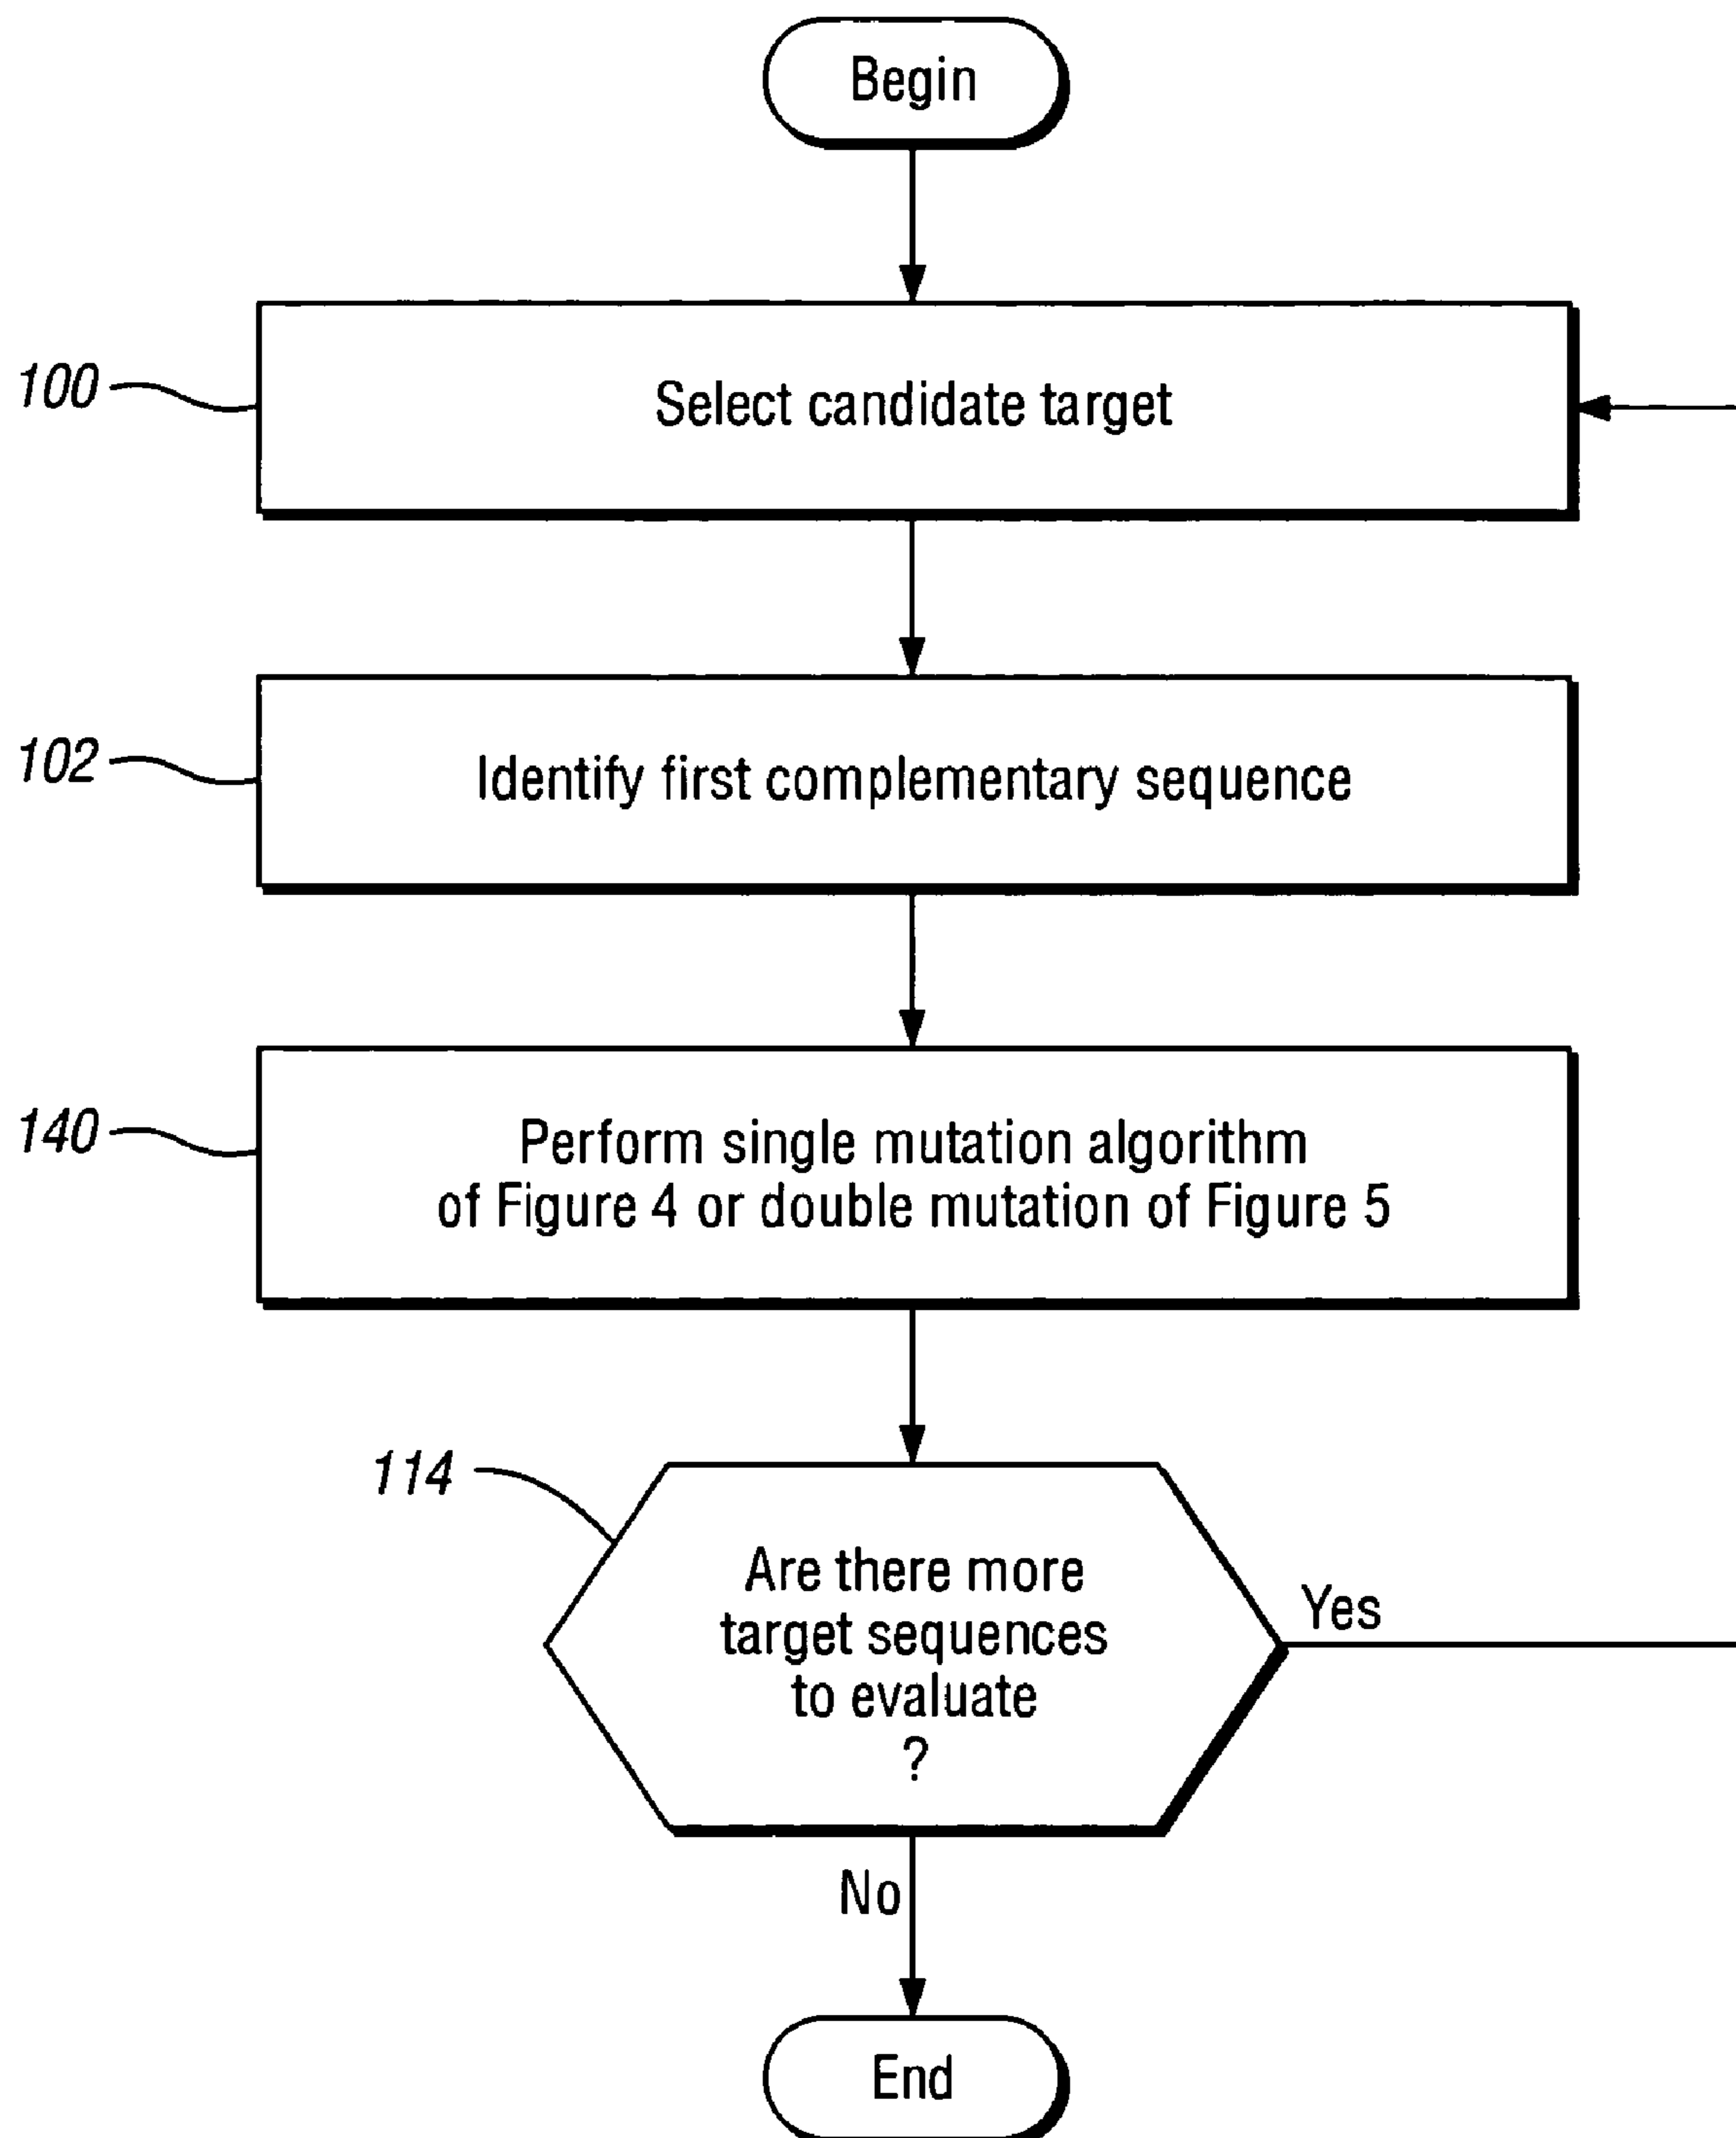 Begin
100
Select candidate target
102
Identify first complementary sequence
140
Perform single mutation algorithm
of Figure 4 or double mutation of Figure 5
114
Are there more
target sequences
to evaluate
?
Yes
No
End